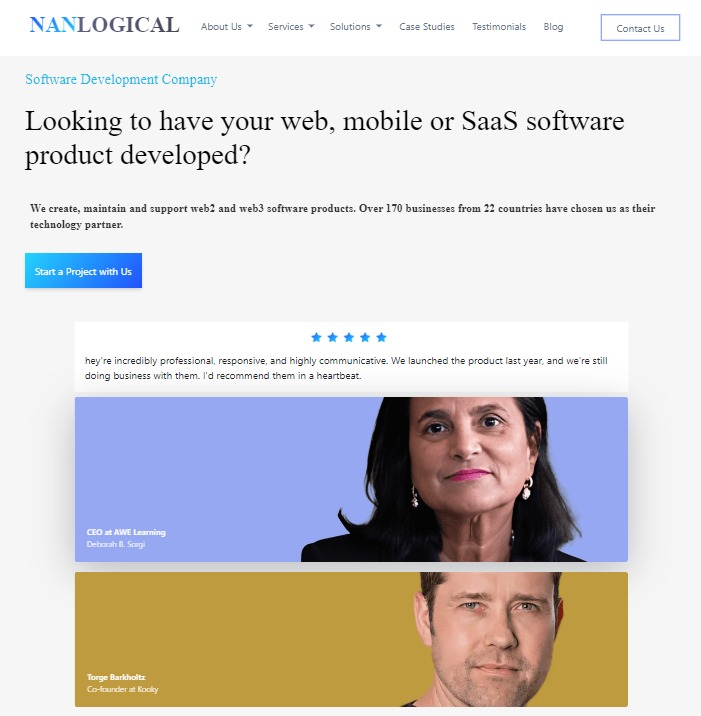 NANLOGICAL
About Us
Services
Solutions
Case Studies
Testimonials
Blog
Contact Us
Software Development Company
Looking to have your web, mobile or SaaS software
product developed?
We create, maintain and support web2 and web3 software products. Over 170 businesses from 22 countries have chosen us as their
technology partner.
Start a Project with Us
hey're incredibly professional, responsive, and highly communicative. We launched the product last year, and we're still
doing business with them. I'd recommend them in a heartbeat.
CEO at AWE Learning
Deborah B. Sorgi
Torge Barkholtz
Co-founder at Kooky